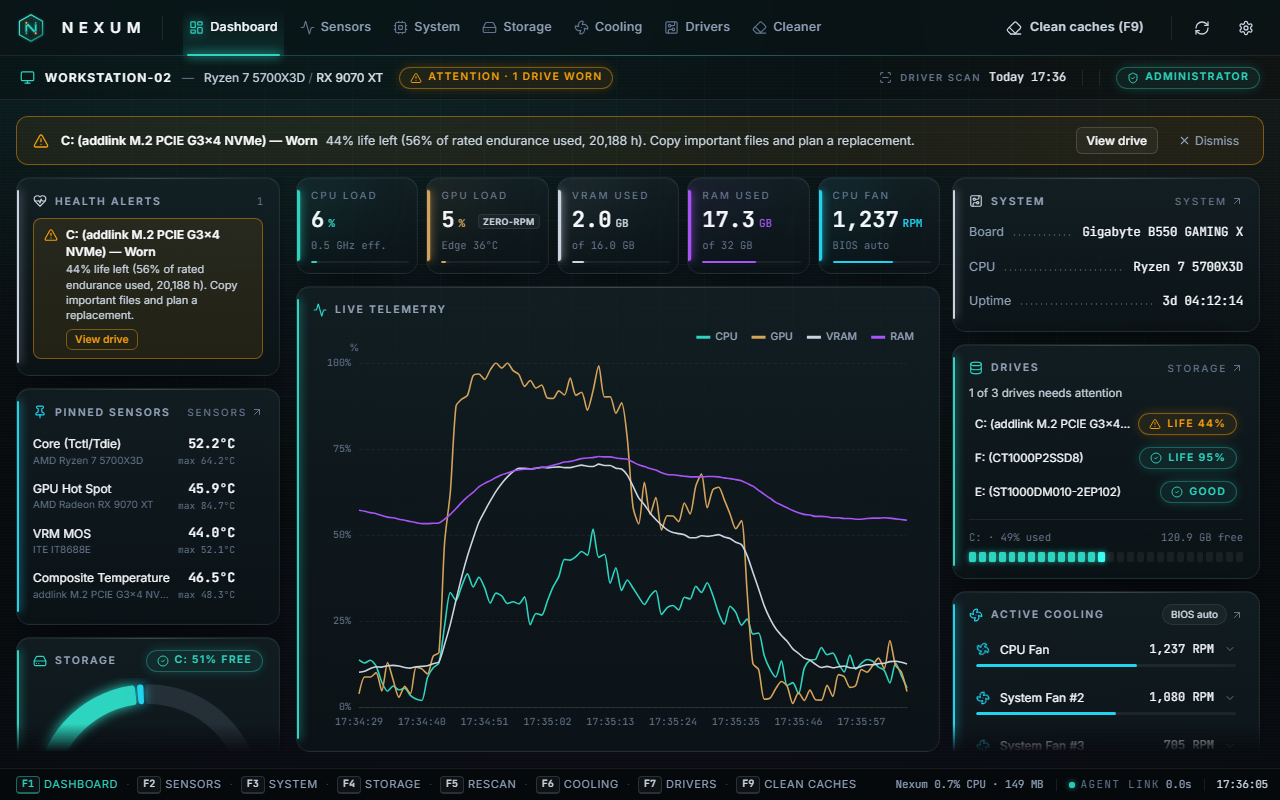 NEXUM
Dashboard
Sensors
System
Storage
Cooling
Drivers
Cleaner
Clean caches (F9)
WORKSTATION-02 — Ryzen 7 5700X3D / RX 9070 XT
ATTENTION · 1 DRIVE WORN
DRIVER SCAN Today 17:36
ADMINISTRATOR
C: (addlink M.2 PCIE G3×4 NVMe) — Worn 44% life left (56% of rated endurance used, 20,188 h). Copy important files and plan a replacement.
View drive
Dismiss
HEALTH ALERTS 1
C: (addlink M.2 PCIE G3×4
NVMe) — Worn
44% life left (56% of rated
endurance used, 20,188 h). Copy
important files and plan a
replacement.
View drive
PINNED SENSORS SENSORS
Core (Tctl/Tdie) 52.2°C
AMD Ryzen 7 5700X3D max 64.2°C
GPU Hot Spot 45.9°C
AMD Radeon RX 9070 XT max 84.7°C
VRM MOS 44.0°C
ITE IT8688E max 52.1°C
Composite Temperature 46.5°C
addlink M.2 PCIE G3×4 NV... max 48.3°C
STORAGE C: 51% FREE
CPU LOAD
6 %
0.5 GHz eff.
GPU LOAD
5 % ZERO-RPM
Edge 36°C
VRAM USED
2.0 GB
of 16.0 GB
RAM USED
17.3 GB
of 32 GB
CPU FAN
1,237 RPM
BIOS auto
LIVE TELEMETRY
CPU GPU VRAM RAM
%
100%
75%
50%
25%
0%
17:34:29 17:34:40 17:34:51 17:35:02 17:35:13 17:35:24 17:35:35 17:35:46 17:35:57
SYSTEM SYSTEM
Board Gigabyte B550 GAMING X
CPU Ryzen 7 5700X3D
Uptime 3d 04:12:14
DRIVES STORAGE
1 of 3 drives needs attention
C: (addlink M.2 PCIE G3×4... LIFE 44%
F: (CT1000P2SSD8) LIFE 95%
E: (ST1000DM010-2EP102) GOOD
C: · 49% used 120.9 GB free
ACTIVE COOLING BIOS auto
CPU Fan 1,237 RPM
System Fan #2 1,080 RPM
System Fan #3 705 RPM
F1 DASHBOARD · F2 SENSORS · F3 SYSTEM · F4 STORAGE · F5 RESCAN · F6 COOLING · F7 DRIVERS · F9 CLEAN CACHES
Nexum 0.7% CPU · 149 MB
AGENT LINK 0.0s
17:36:05